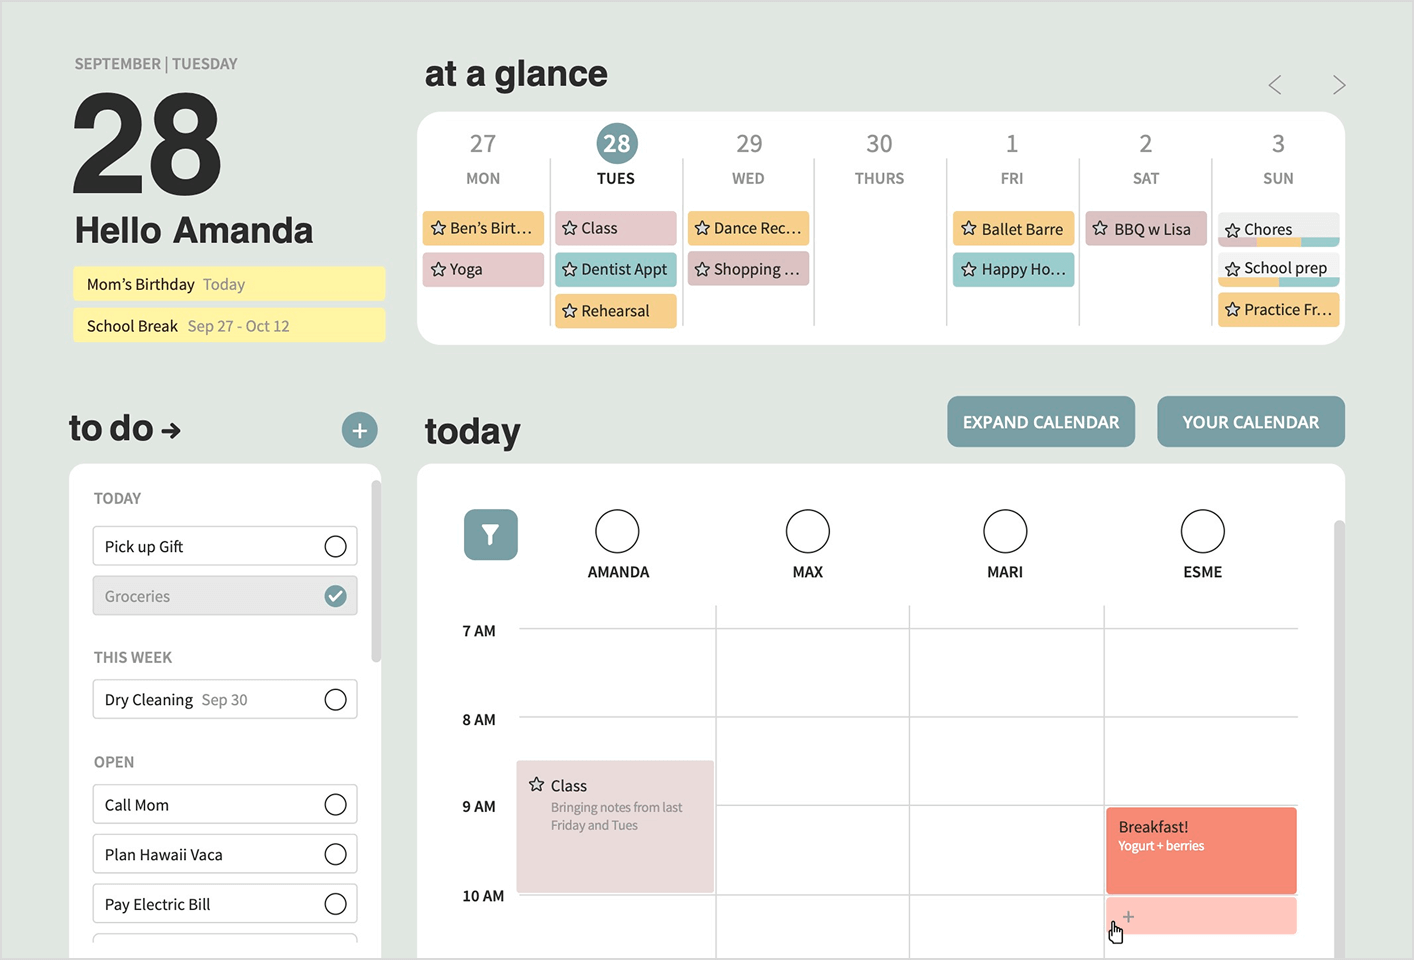 SEPTEMBER | TUESDAY
28
Hello Amanda
Mom's Birthday Today
School Break Sep 27 - Oct 12
at a glance
27 28 29 30 1 2 3
MON TUES WED THURS FRI SAT SUN
Ben's Birt... Class Dance Rec... Ballet Barre BBQ w Lisa Chores
Yoga Dentist Appt Shopping ... Happy Ho... School prep
Rehearsal Practice Fr...
to do →
TODAY
Pick up Gift
Groceries
THIS WEEK
Dry Cleaning Sep 30
OPEN
Call Mom
Plan Hawaii Vaca
Pay Electric Bill
today
EXPAND CALENDAR YOUR CALENDAR
AMANDA MAX MARI ESME
7 AM
8 AM
Class
Bringing notes from last
Friday and Tues
9 AM
Breakfast!
Yogurt + berries
10 AM
+